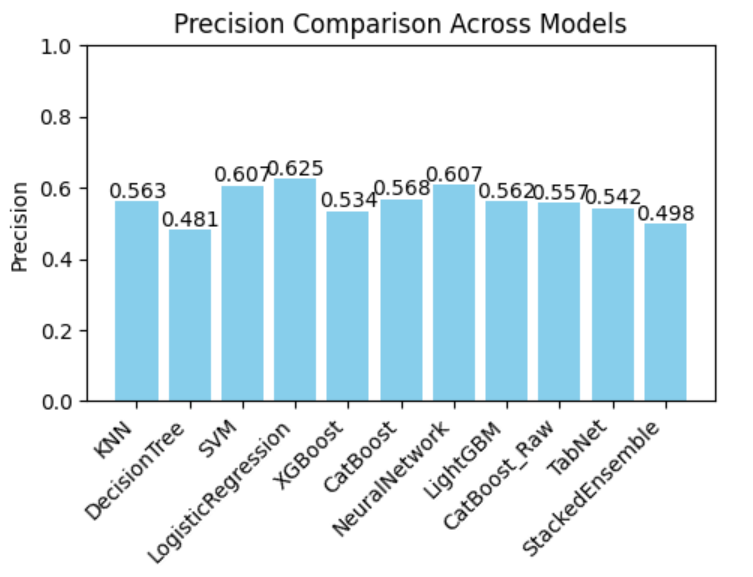 Precision Comparison Across Models
Precision
1.0
0.8
0.6
0.4
0.2
0.0
0.563
0.481
0.607
0.625
0.534
0.568
0.607
0.562
0.557
0.542
0.498
KNN
DecisionTree
SVM
LogisticRegression
XGBoost
CatBoost
NeuralNetwork
LightGBM
CatBoost_Raw
TabNet
StackedEnsemble